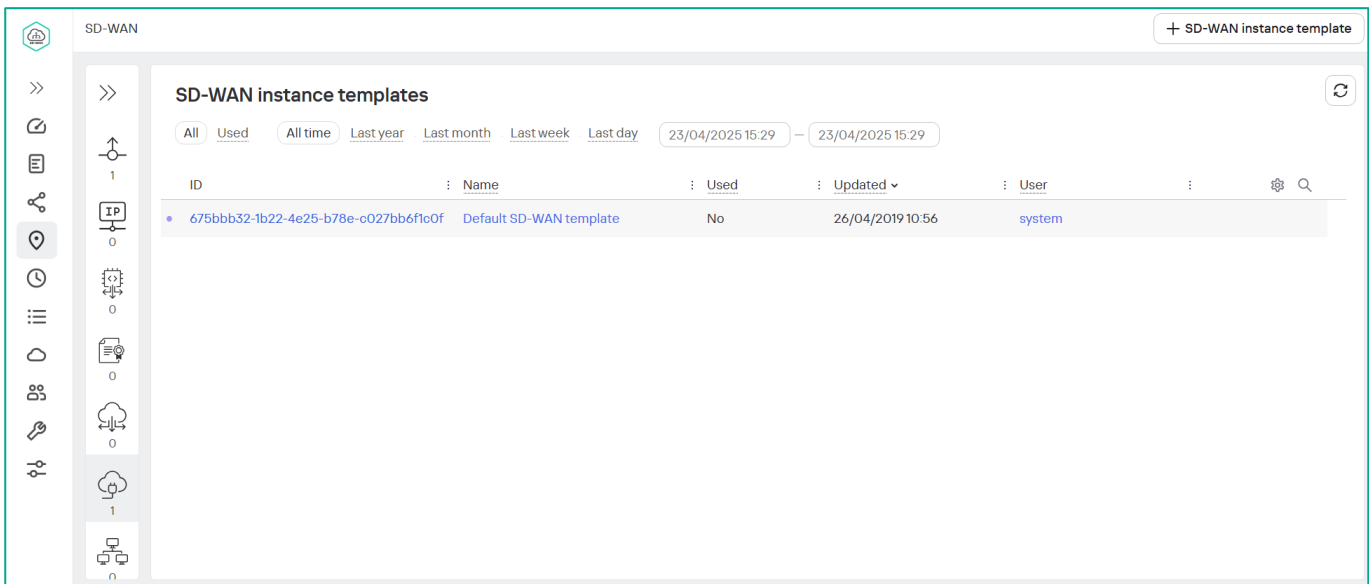 SD-WAN
+ SD-WAN instance template
SD-WAN instance templates
All Used All time Last year Last month Last week Last day 23/04/2025 15:29 – 23/04/2025 15:29
ID Name Used Updated User
675bbb32-1b22-4e25-b78e-c027bb6f1c0f Default SD-WAN template No 26/04/2019 10:56 system
1
IP
0
0
0
0
1
0